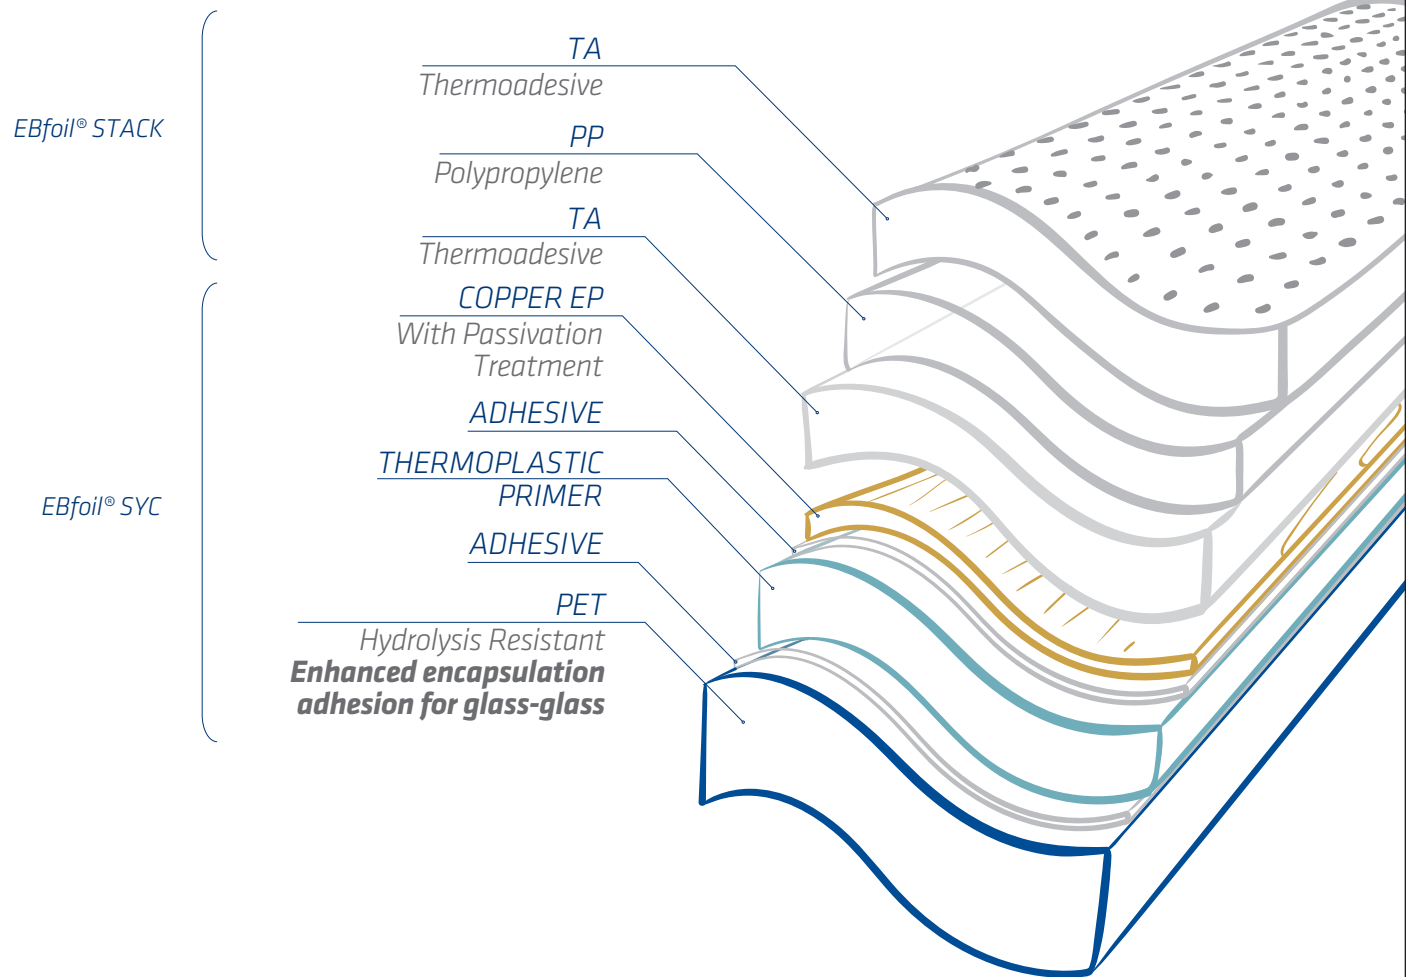 EBfoil® STACK
TA
Thermoadesive
PP
Polypropylene
TA
Thermoadesive
EBfoil® SYC
COPPER EP
With Passivation
Treatment
ADHESIVE
THERMOPLASTIC
PRIMER
ADHESIVE
PET
Hydrolysis Resistant
Enhanced encapsulation
adhesion for glass-glass